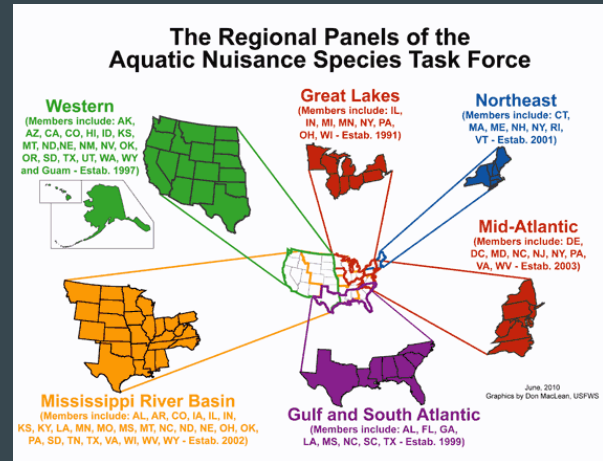 The Regional Panels of the
Aquatic Nuisance Species Task Force
Western
(Members include: AK,
AZ, CA, CO, HI, ID, KS,
MT, ND,NE, NM, NV, OK,
OR, SD, TX, UT, WA, WY
and Guam - Estab. 1997)
Great Lakes
(Members include: IL,
IN, MI, MN, NY, PA,
OH, WI - Estab. 1991)
Northeast
(Members include: CT,
MA, ME, NH, NY, RI,
VT - Estab. 2001)
Mid-Atlantic
(Members include: DE,
DC, MD, NC, NJ, NY, PA,
VA, WV - Estab. 2003)
Mississippi River Basin
(Members include: AL, AR, CO, IA, IL, IN,
KS, KY, LA, MN, MO, MS, MT, NC, ND, NE, OH, OK,
PA, SD, TN, TX, VA, WI, WV, WY - Estab. 2002)
Gulf and South Atlantic
(Members include: AL, FL, GA,
LA, MS, NC, SC, TX - Estab. 1999)
June, 2010
Graphics by Don MacLean, USFWS